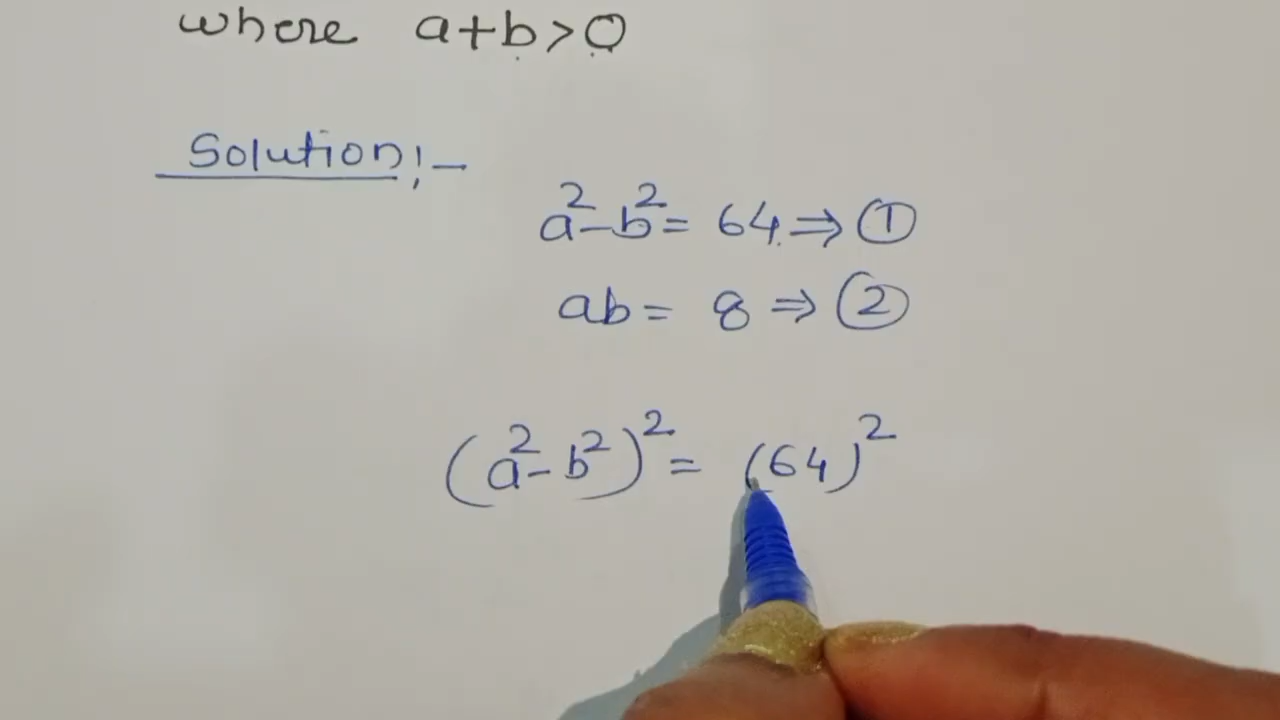 where a+b>0
Solution:-
a²-b²= 64 ⇒ ①
ab= 8 ⇒ ②
(a²-b²)²= (64)²